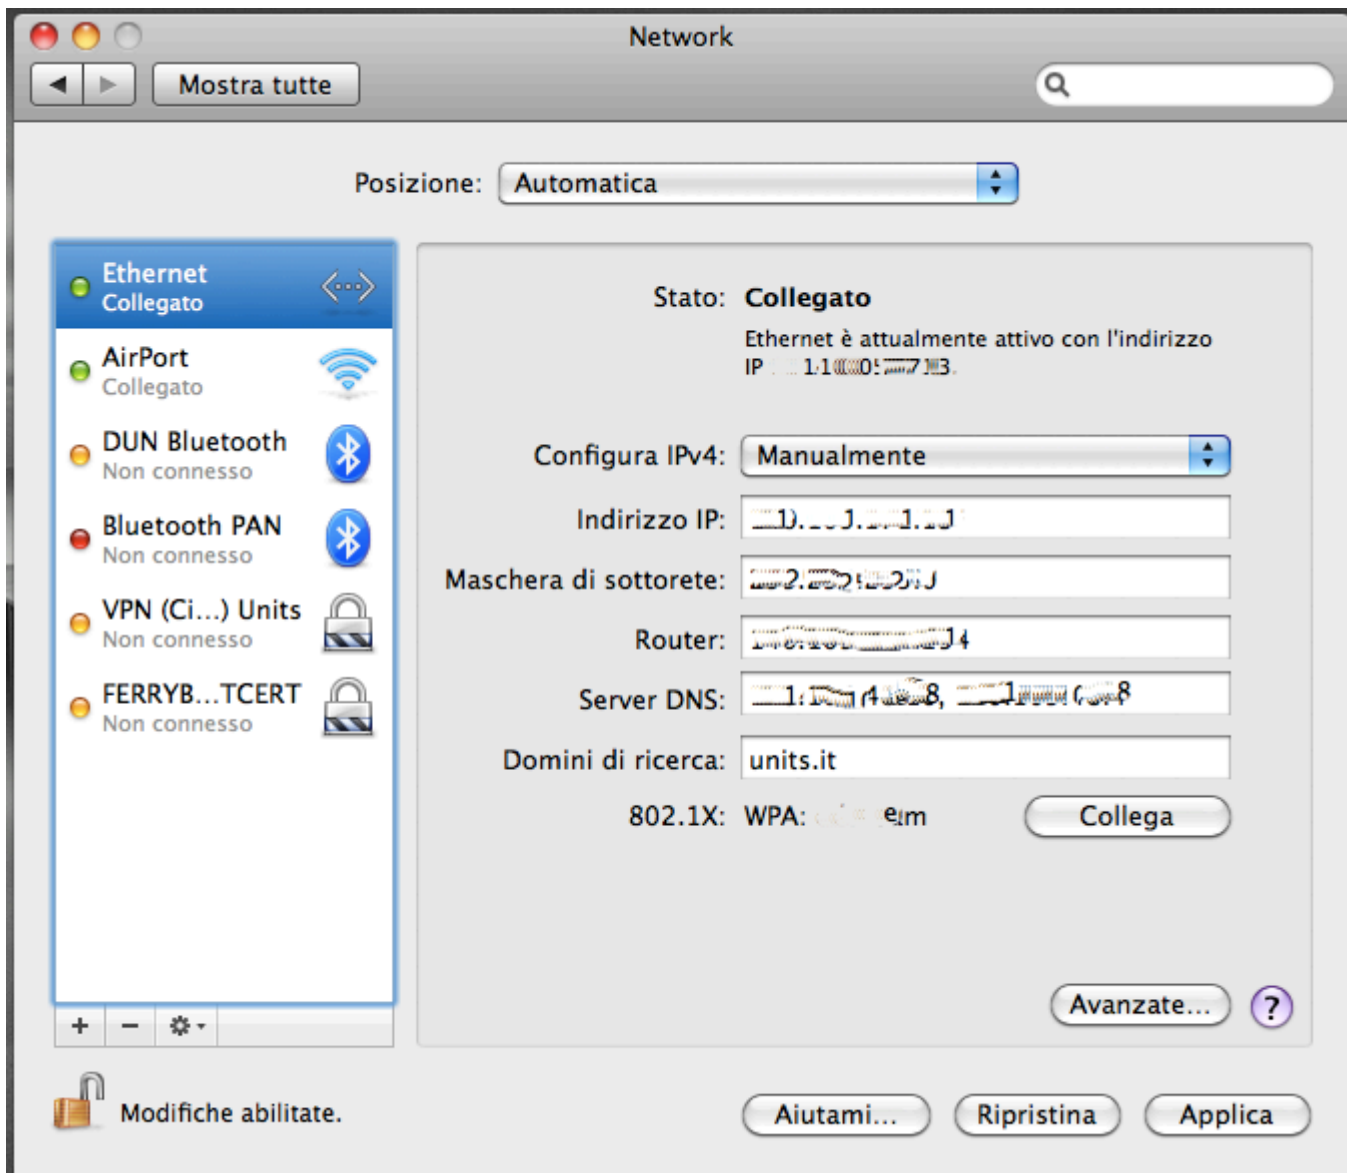 Network
Mostra tutte
Posizione: Automatica
Ethernet
Collegato
AirPort
Collegato
DUN Bluetooth
Non connesso
Bluetooth PAN
Non connesso
VPN (Ci...) Units
Non connesso
FERRYB...TCERT
Non connesso
Stato: Collegato
Ethernet è attualmente attivo con l'indirizzo
IP
Configura IPv4: Manualmente
Indirizzo IP:
Maschera di sottorete:
Router:
Server DNS:
Domini di ricerca: units.it
802.1X: WPA: Collega
Avanzate... ?
Modifiche abilitate.
Aiutami... Ripristina Applica